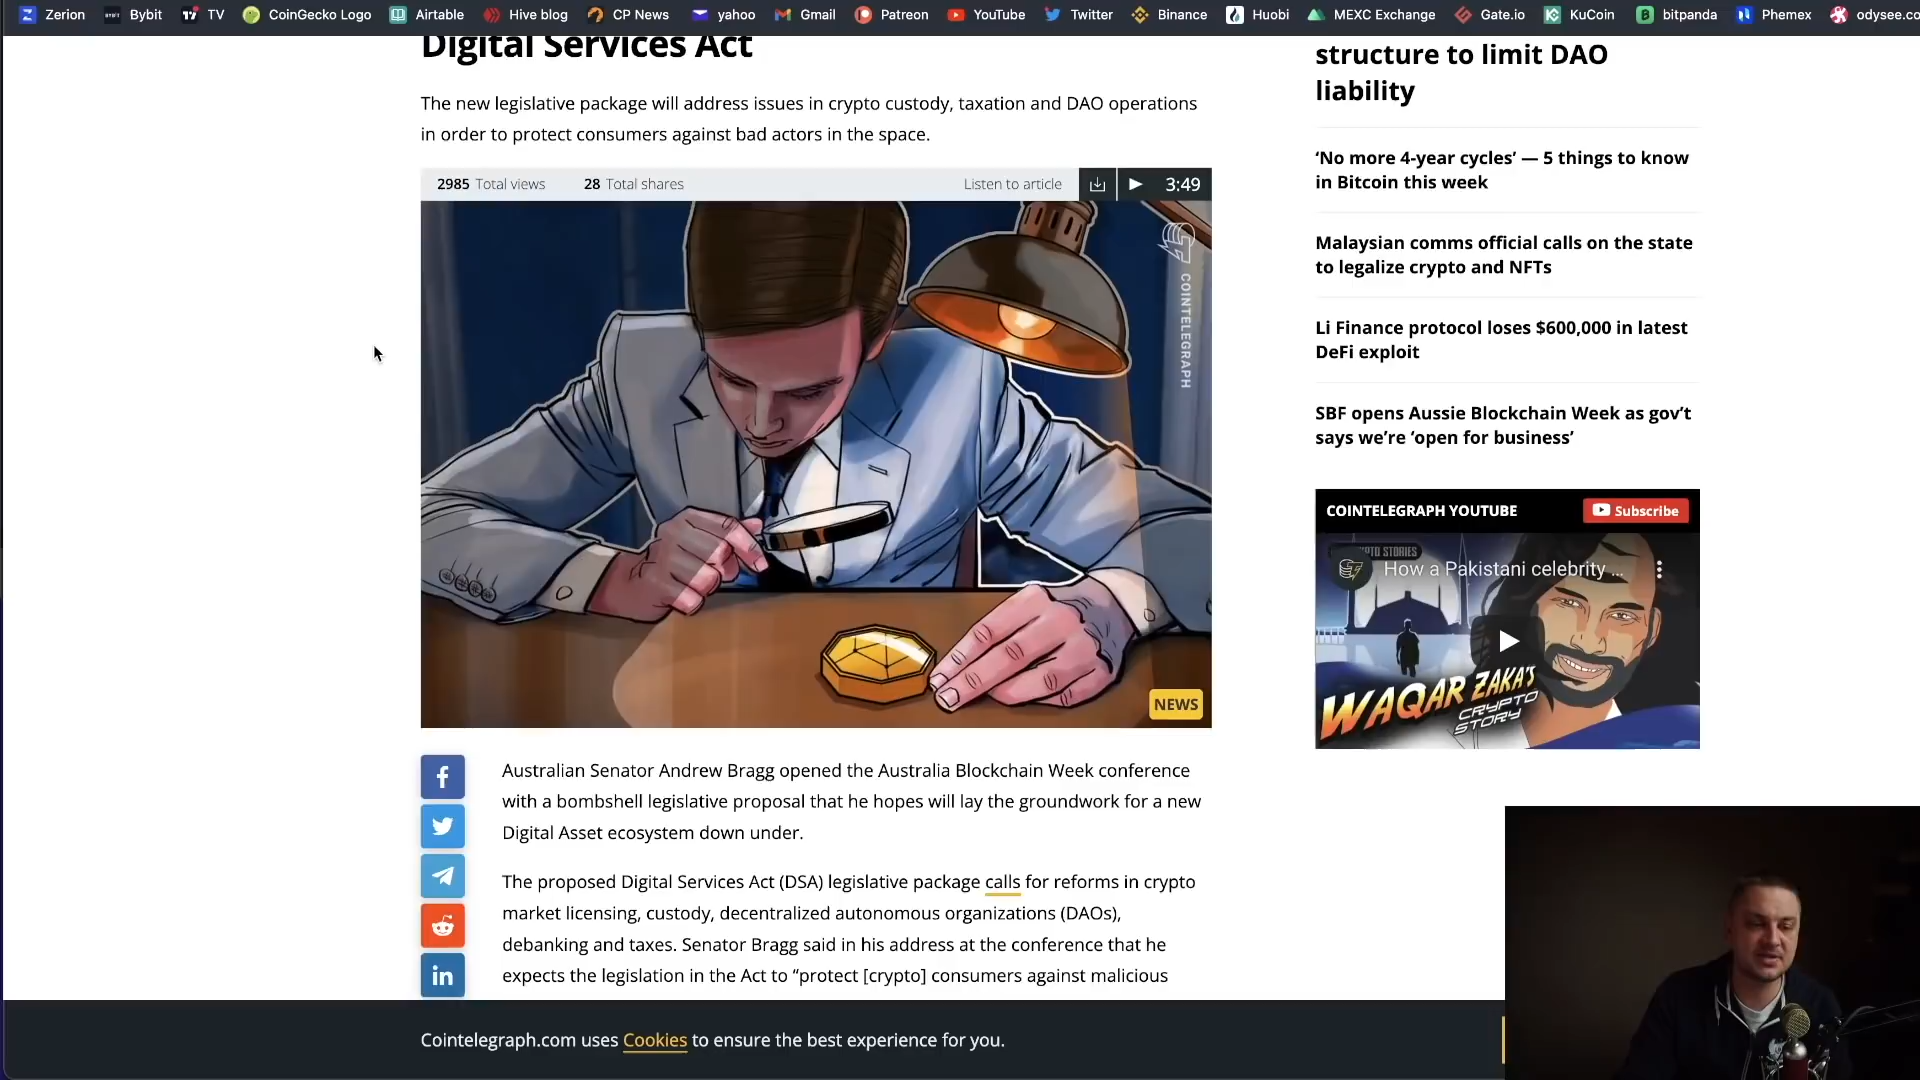 Zerion Bybit TV CoinGecko Logo Airtable Hive blog CP News yahoo Gmail Patreon YouTube Twitter Binance Huobi MEXC Exchange Gate.io KuCoin bitpanda Phemex odysee.co
Digital Services Act
The new legislative package will address issues in crypto custody, taxation and DAO operations
in order to protect consumers against bad actors in the space.
2985 Total views 28 Total shares Listen to article 3:49
COINTELEGRAPH
NEWS
Australian Senator Andrew Bragg opened the Australia Blockchain Week conference
with a bombshell legislative proposal that he hopes will lay the groundwork for a new
Digital Asset ecosystem down under.
The proposed Digital Services Act (DSA) legislative package calls for reforms in crypto
market licensing, custody, decentralized autonomous organizations (DAOs),
debanking and taxes. Senator Bragg said in his address at the conference that he
expects the legislation in the Act to “protect [crypto] consumers against malicious
structure to limit DAO
liability
‘No more 4-year cycles’ — 5 things to know
in Bitcoin this week
Malaysian comms official calls on the state
to legalize crypto and NFTs
Li Finance protocol loses $600,000 in latest
DeFi exploit
SBF opens Aussie Blockchain Week as gov’t
says we’re ‘open for business’
COINTELEGRAPH YOUTUBE Subscribe
How a Pakistani celebrity ...
WAQAR ZAKA'S
CRYPTO
STORY
Cointelegraph.com uses Cookies to ensure the best experience for you.